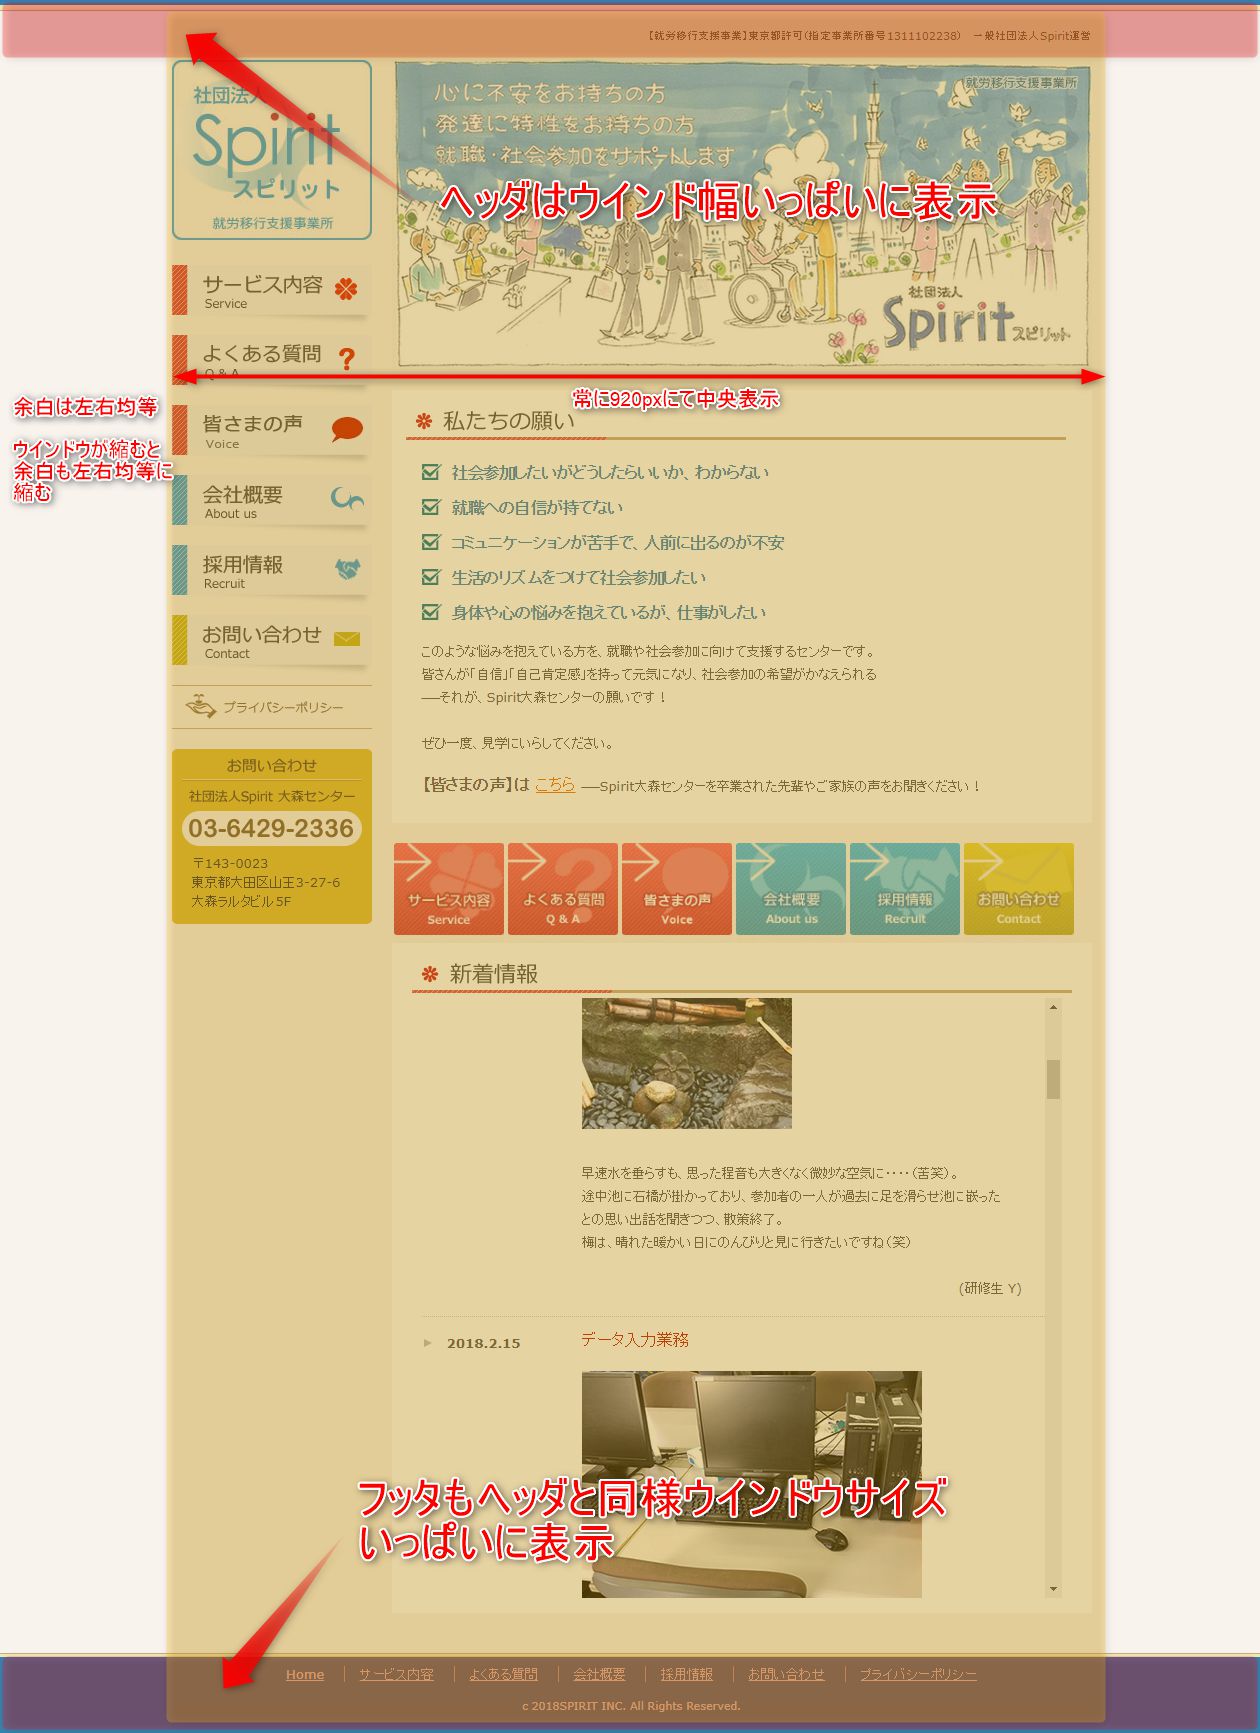 【就労移行支援事業】東京都許可(指定事業所番号1311102238)　一般社団法人Spirit運営
社団法人
Spirit
スピリット
就労移行支援事業所
心に不安をお持ちの方
発達に特性をお持ちの方
就職・社会参加をサポートします
就労移行支援事業所
社団法人
Spirit スピリット
ヘッダはウインド幅いっぱいに表示
サービス内容
Service
よくある質問
Q & A
皆さまの声
Voice
会社概要
About us
採用情報
Recruit
お問い合わせ
Contact
プライバシーポリシー
お問い合わせ
社団法人Spirit 大森センター
03-6429-2336
〒143-0023
東京都大田区山王3-27-6
大森ラルタビル 5F
余白は左右均等
ウインドウが縮むと
余白も左右均等に
縮む
常に920pxにて中央表示
私たちの願い
社会参加したいがどうしたらいいか、わからない
就職への自信が持てない
コミュニケーションが苦手で、人前に出るのが不安
生活のリズムをつけて社会参加したい
身体や心の悩みを抱えているが、仕事がしたい
このような悩みを抱えている方を、就職や社会参加に向けて支援するセンターです。
皆さんが「自信」「自己肯定感」を持って元気になり、社会参加の希望がかなえられる
──それが、Spirit大森センターの願いです！
ぜひ一度、見学にいらしてください。
【皆さまの声】は こちら ──Spirit大森センターを卒業された先輩やご家族の声をお聞きください！
サービス内容
Service
よくある質問
Q & A
皆さまの声
Voice
会社概要
About us
採用情報
Recruit
お問い合わせ
Contact
新着情報
早速水を垂らすも、思った程音も大きくなく微妙な空気に・・・・(苦笑)。
途中池に石橋が掛かっており、参加者の一人が過去に足を滑らせ池に嵌った
との思い出話を聞きつつ、散策終了。
梅は、晴れた暖かい日にのんびりと見に行きたいですね(笑)
(研修生 Y)
2018.2.15
データ入力業務
フッタもヘッダと同様ウインドウサイズ
いっぱいに表示
Home サービス内容 よくある質問 会社概要 採用情報 お問い合わせ プライバシーポリシー
c 2018SPIRIT INC. All Rights Reserved.